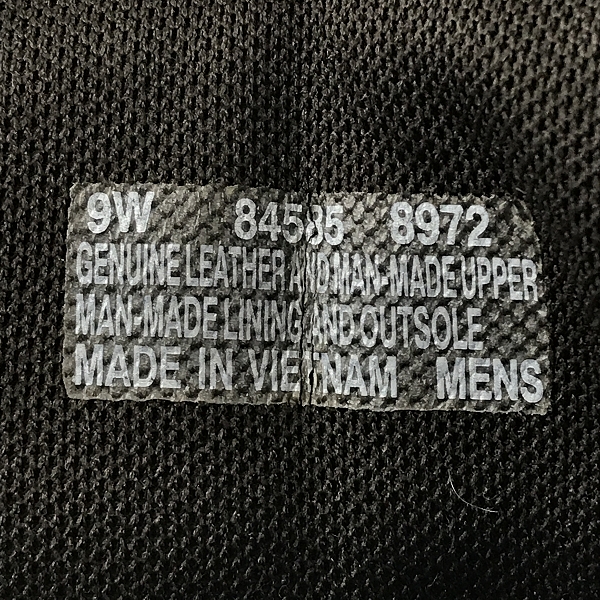 9W 84585 8972
GENUINE LEATHER AND MAN-MADE UPPER
MAN-MADE LINING AND OUTSOLE
MADE IN VIETNAM MENS